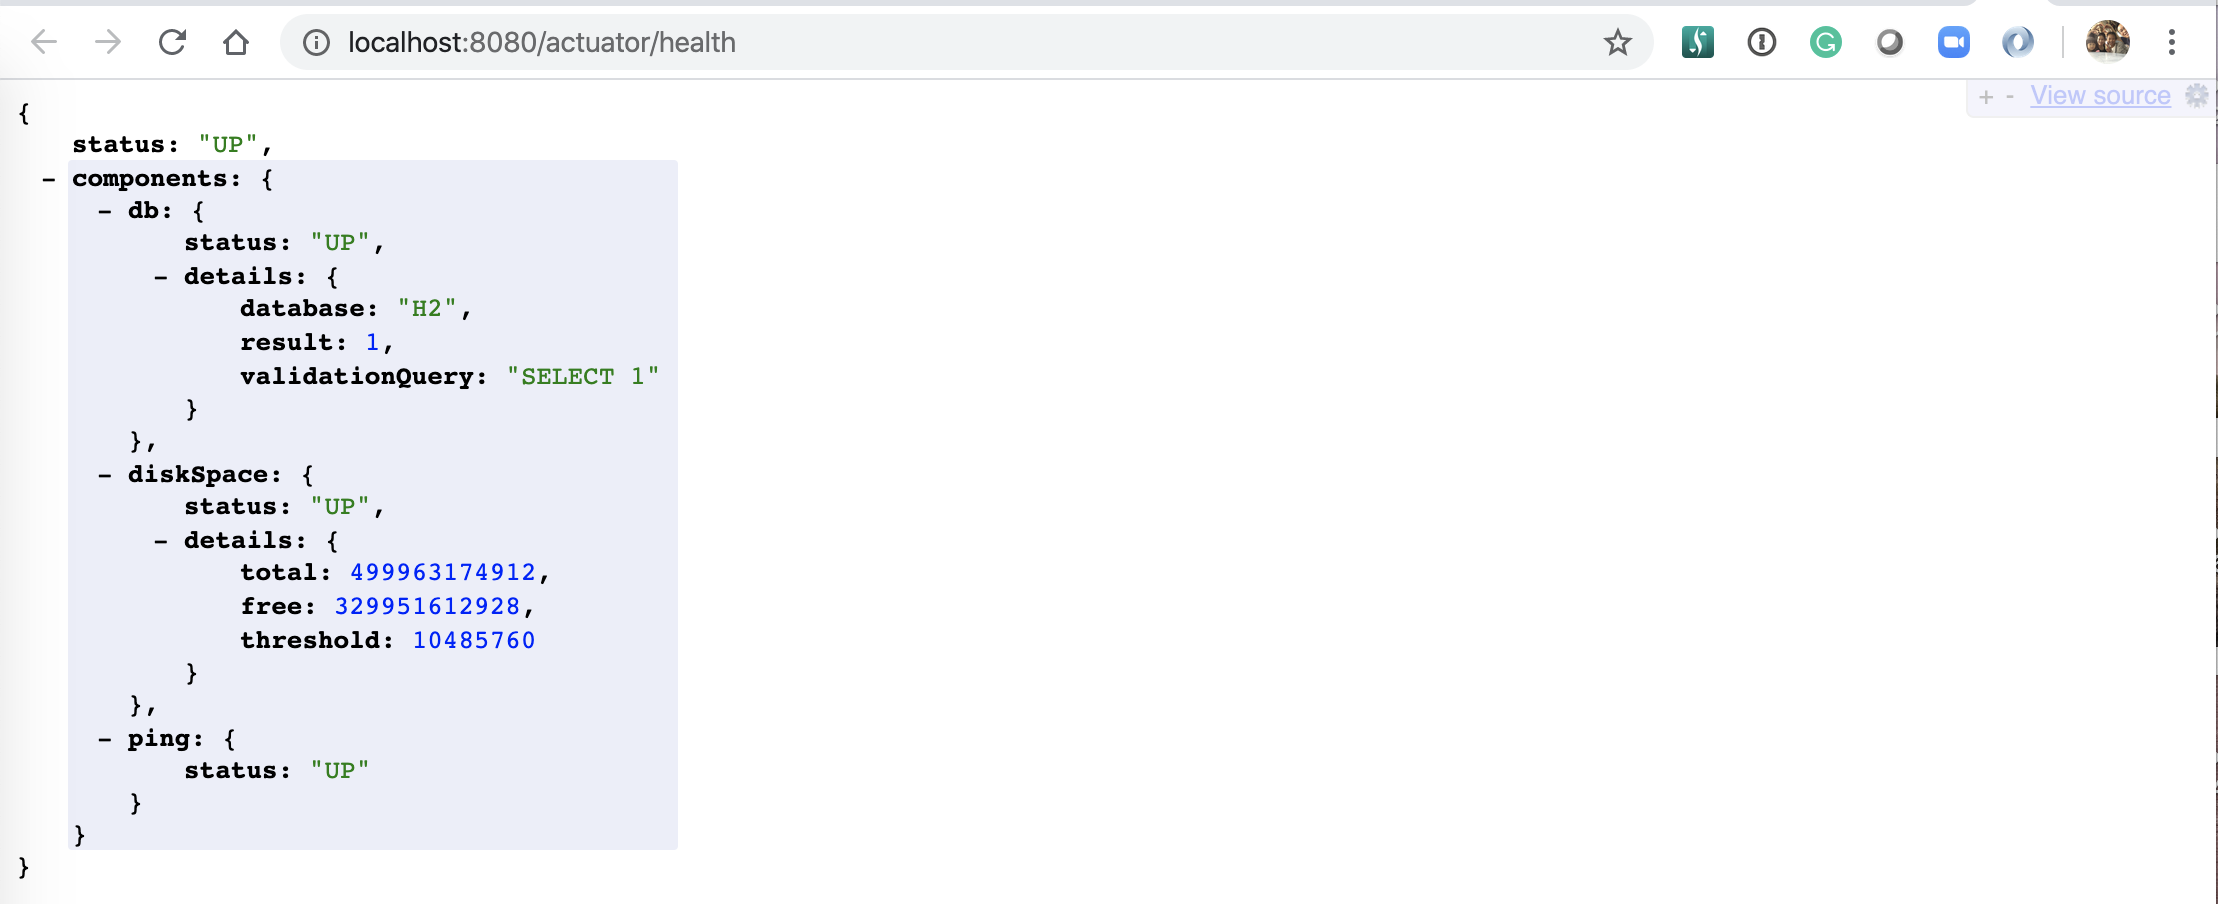 localhost:8080/actuator/health
+ - View source
{
status: "UP",
- components: {
- db: {
status: "UP",
- details: {
database: "H2",
result: 1,
validationQuery: "SELECT 1"
}
},
- diskSpace: {
status: "UP",
- details: {
total: 499963174912,
free: 329951612928,
threshold: 10485760
}
},
- ping: {
status: "UP"
}
}
}